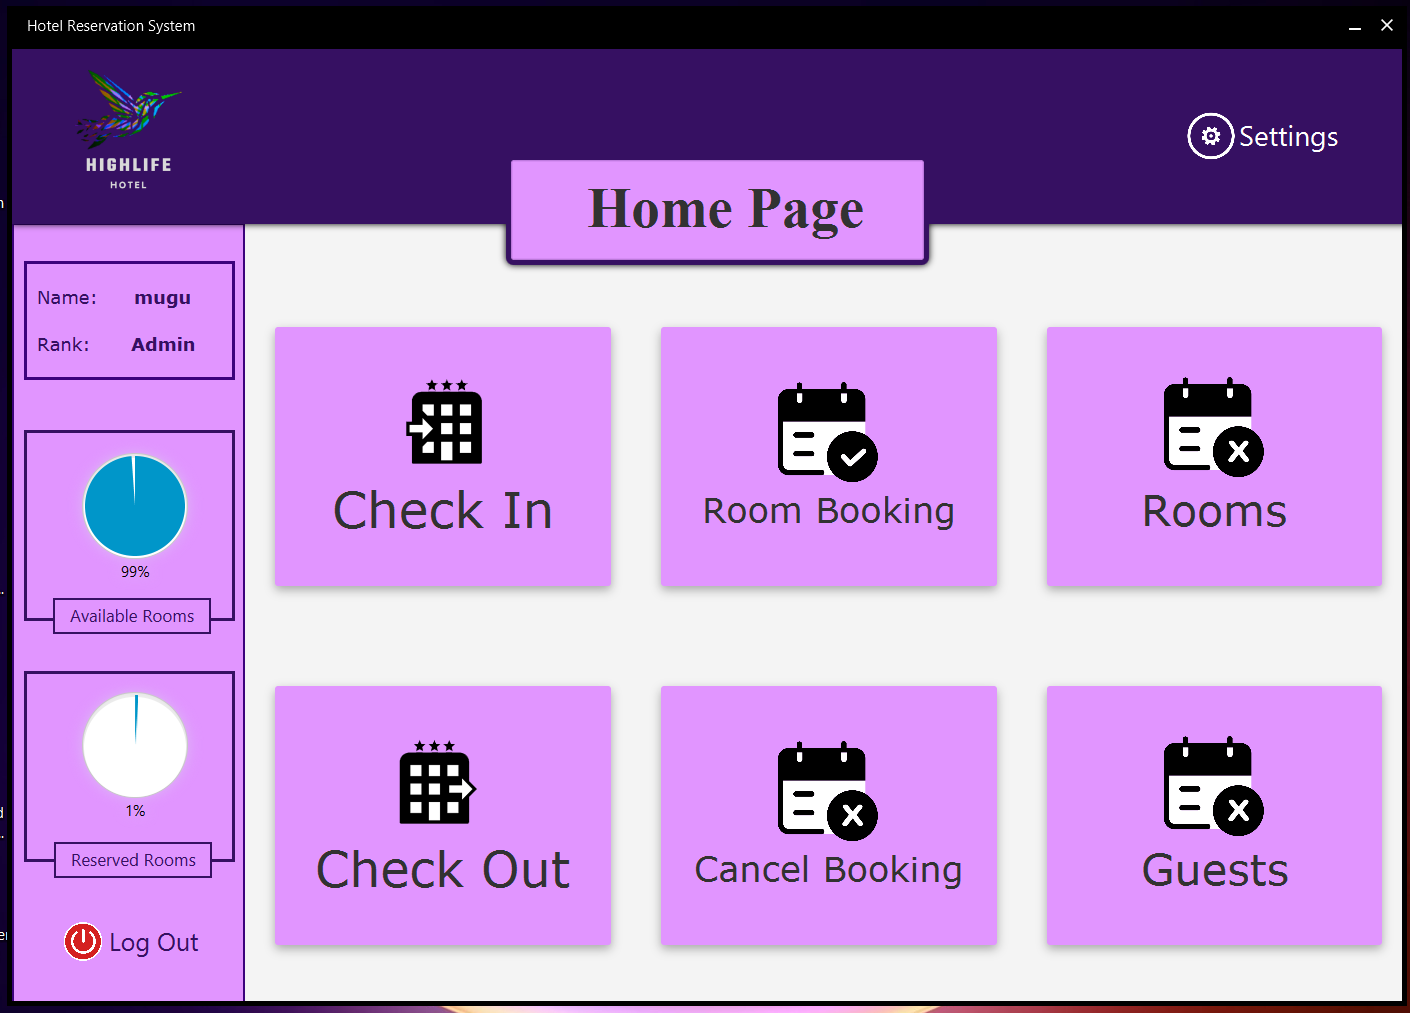 Hotel Reservation System
HIGHLIFE
HOTEL
Settings
Home Page
Name: mugu
Rank: Admin
99%
Available Rooms
1%
Reserved Rooms
Log Out
Check In
Room Booking
Rooms
Check Out
Cancel Booking
Guests